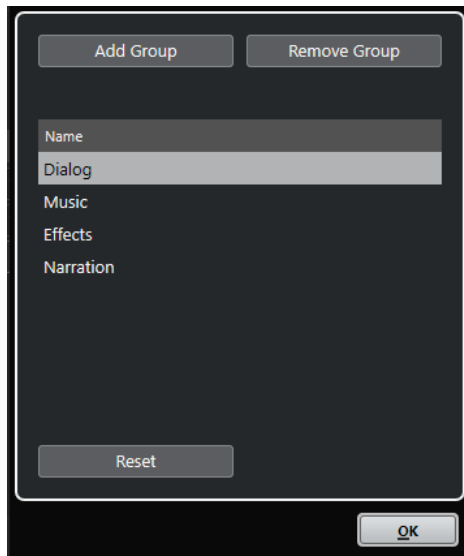 Add Group Remove Group
Name
Dialog
Music
Effects
Narration
Reset
OK